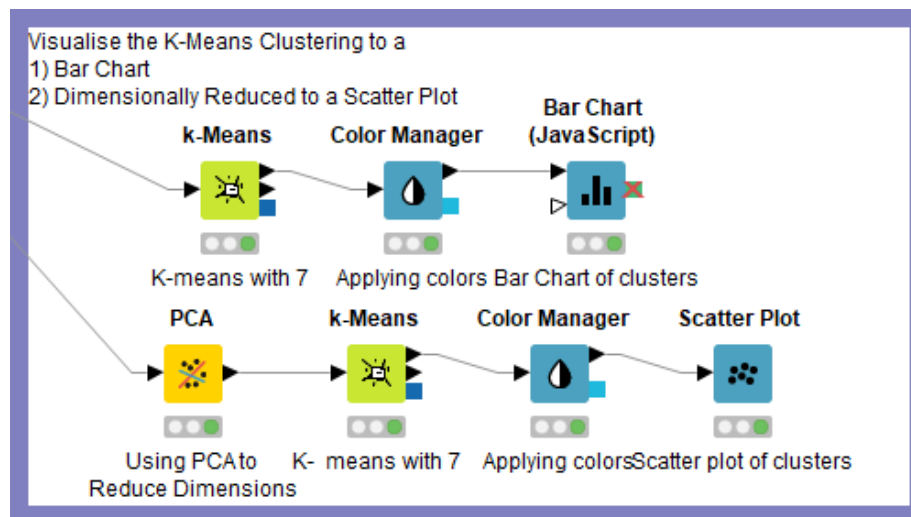 Visualise the K-Means Clustering to a
1) Bar Chart
2) Dimensionally Reduced to a Scatter Plot
k-Means
Color Manager
Bar Chart
(JavaScript)
K-means with 7
Applying colors
Bar Chart of clusters
PCA
k-Means
Color Manager
Scatter Plot
Using PCA to
Reduce Dimensions
K- means with 7
Applying colors
Scatter plot of clusters